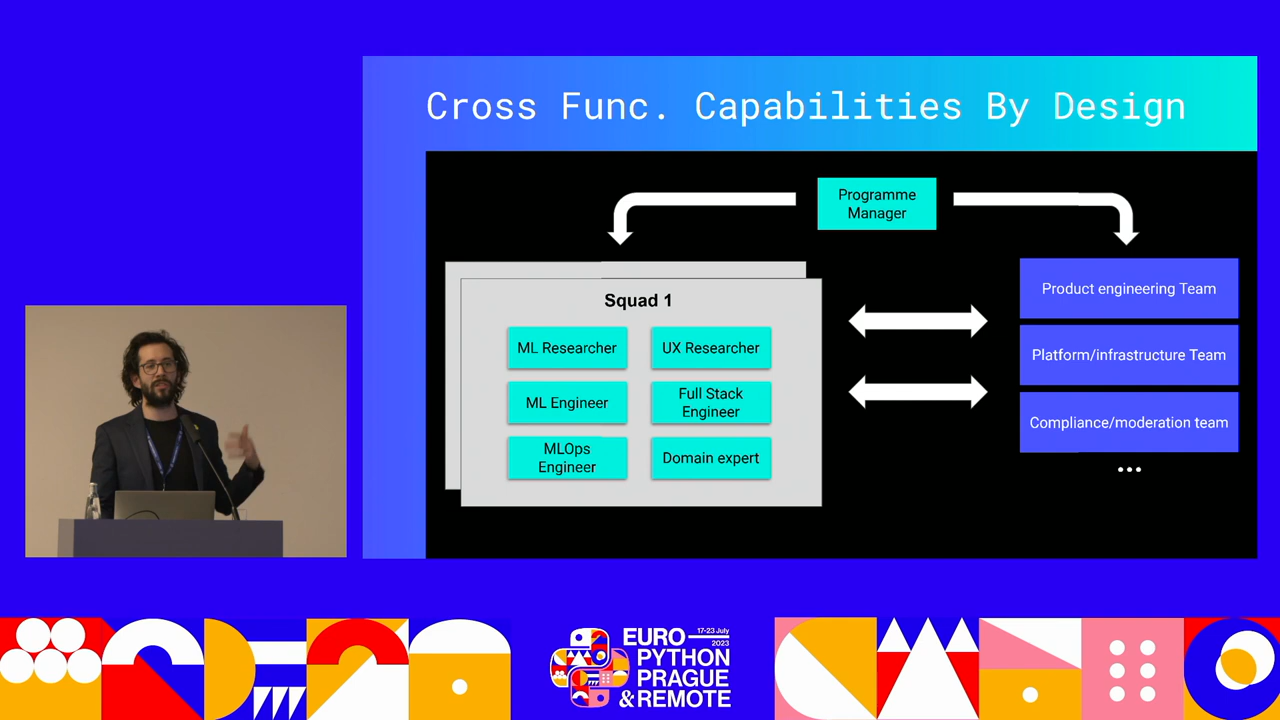 Cross Func. Capabilities By Design
Programme
Manager
Squad 1
ML Researcher
UX Researcher
ML Engineer
Full Stack
Engineer
MLOps
Engineer
Domain expert
Product engineering Team
Platform/infrastructure Team
Compliance/moderation team
...
EURO
17-23 July
2023
PYTHON
PRAGUE
&REMOTE